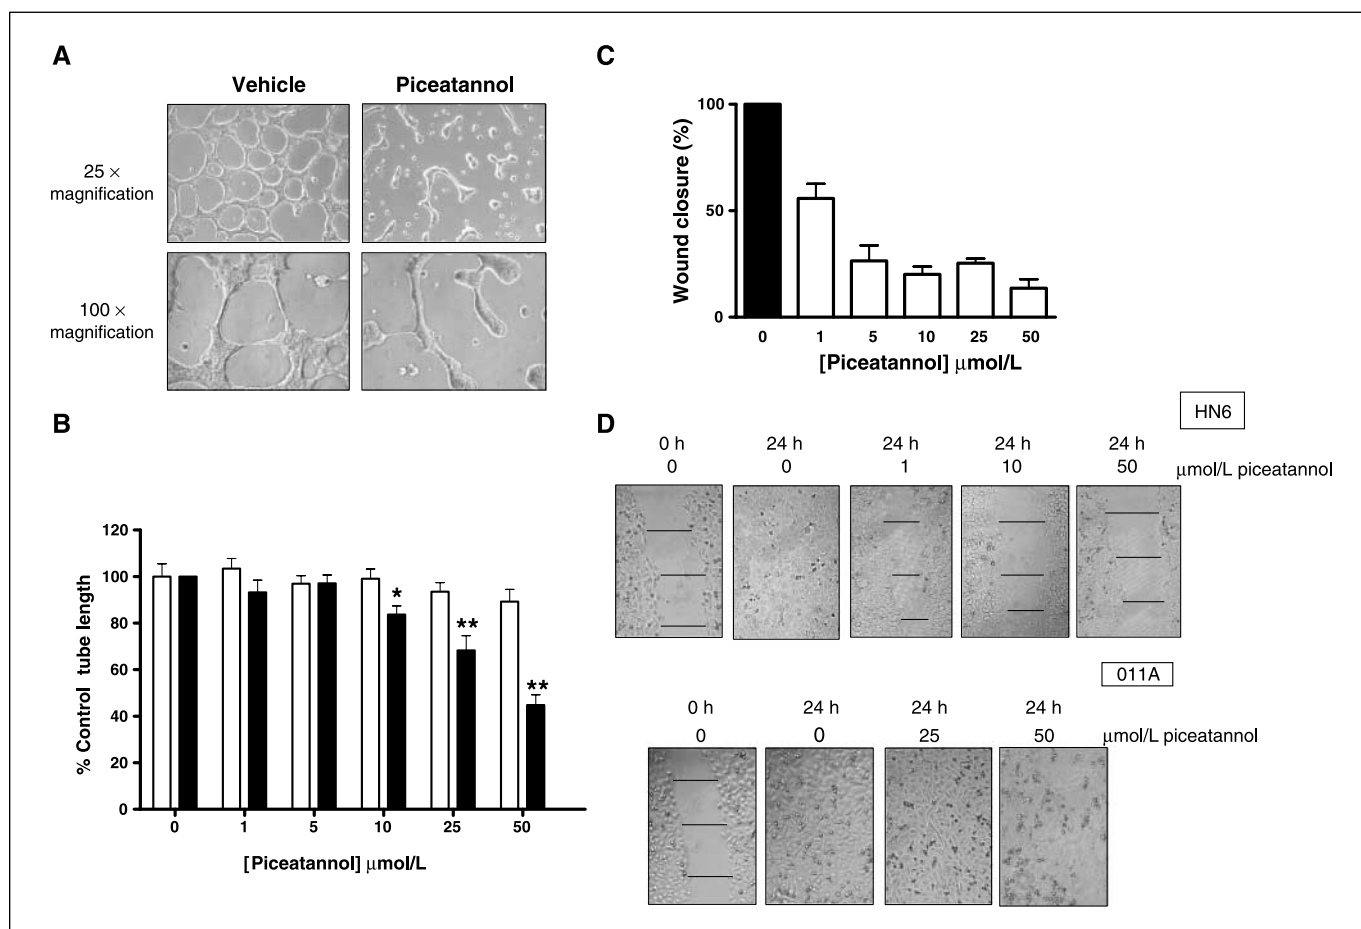 A
Vehicle Piceatannol
25 ×
magnification
100 ×
magnification
B
% Control tube length
120
100
80
60
40
20
0
* ** **
0 1 5 10 25 50
[Piceatannol] μmol/L
C
Wound closure (%)
100
50
0
0 1 5 10 25 50
[Piceatannol] μmol/L
D
HN6
0 h 24 h 24 h 24 h 24 h
0 0 1 10 50 μmol/L piceatannol
011A
0 h 24 h 24 h 24 h
0 0 25 50 μmol/L piceatannol